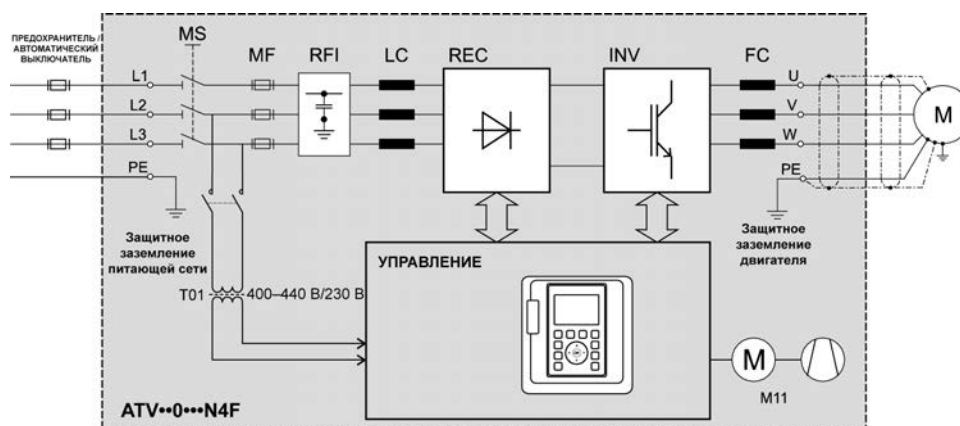 ПРЕДОХРАНИТЕЛЬ /
АВТОМАТИЧЕСКИЙ
ВЫКЛЮЧАТЕЛЬ
MS
MF
RFI
LC
REC
INV
FC
L1
L2
L3
PE
U
V
W
PE
M
Защитное
заземление
питающей сети
Защитное
заземление
двигателя
T01
400–440 В/230 В
УПРАВЛЕНИЕ
M
M11
ATV••0•••N4F